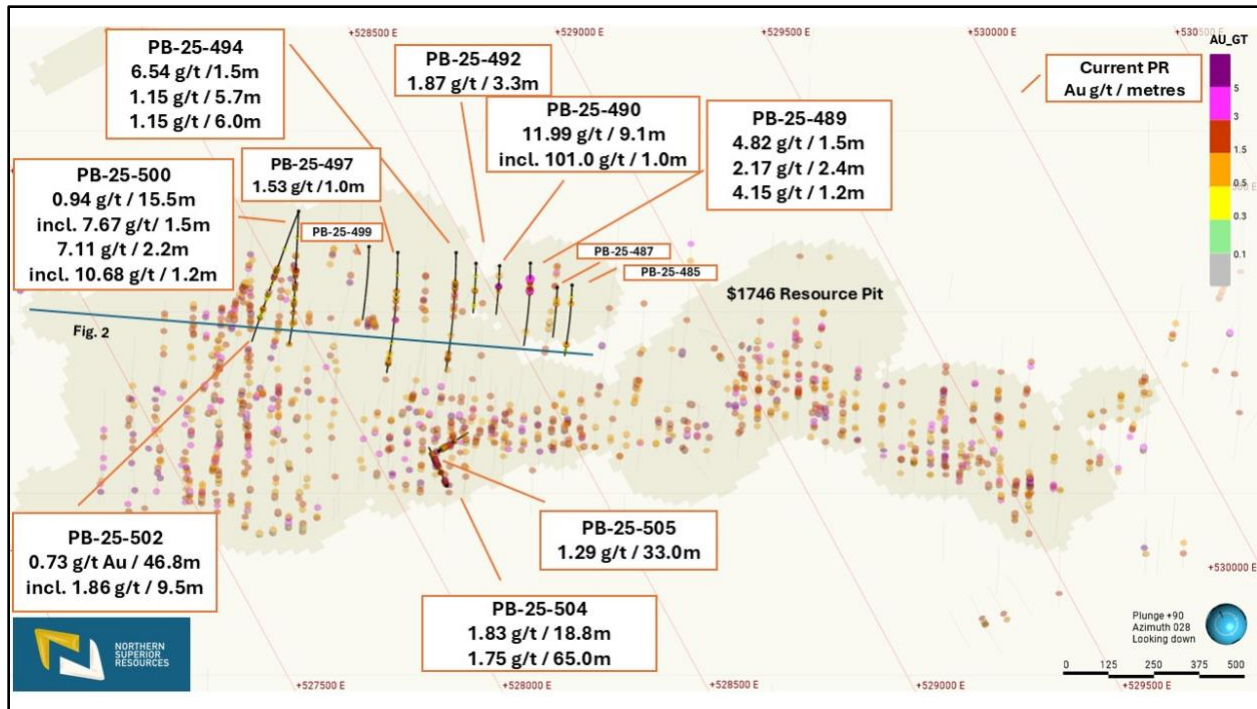 +528500 E
+529000 E
+529500 E
+530000 E
+530500 E
AU_GT
5
3
1.5
0.5
0.3
0.1
Current PR
Au g/t / metres
PB-25-494
6.54 g/t /1.5m
1.15 g/t / 5.7m
1.15 g/t / 6.0m
PB-25-492
1.87 g/t / 3.3m
PB-25-490
11.99 g/t / 9.1m
incl. 101.0 g/t / 1.0m
PB-25-489
4.82 g/t / 1.5m
2.17 g/t / 2.4m
4.15 g/t / 1.2m
PB-25-500
0.94 g/t / 15.5m
incl. 7.67 g/t/ 1.5m
7.11 g/t / 2.2m
incl. 10.68 g/t / 1.2m
PB-25-497
1.53 g/t /1.0m
PB-25-499
PB-25-487
PB-25-485
$1746 Resource Pit
Fig. 2
PB-25-502
0.73 g/t Au / 46.8m
incl. 1.86 g/t / 9.5m
PB-25-505
1.29 g/t / 33.0m
PB-25-504
1.83 g/t / 18.8m
1.75 g/t / 65.0m
+530000 E
NORTHERN
SUPERIOR
RESOURCES
Plunge +90
Azimuth 028
Looking down
0 125 250 375 500
+527500 E
+528000 E
+528500 E
+529000 E
+529500 E